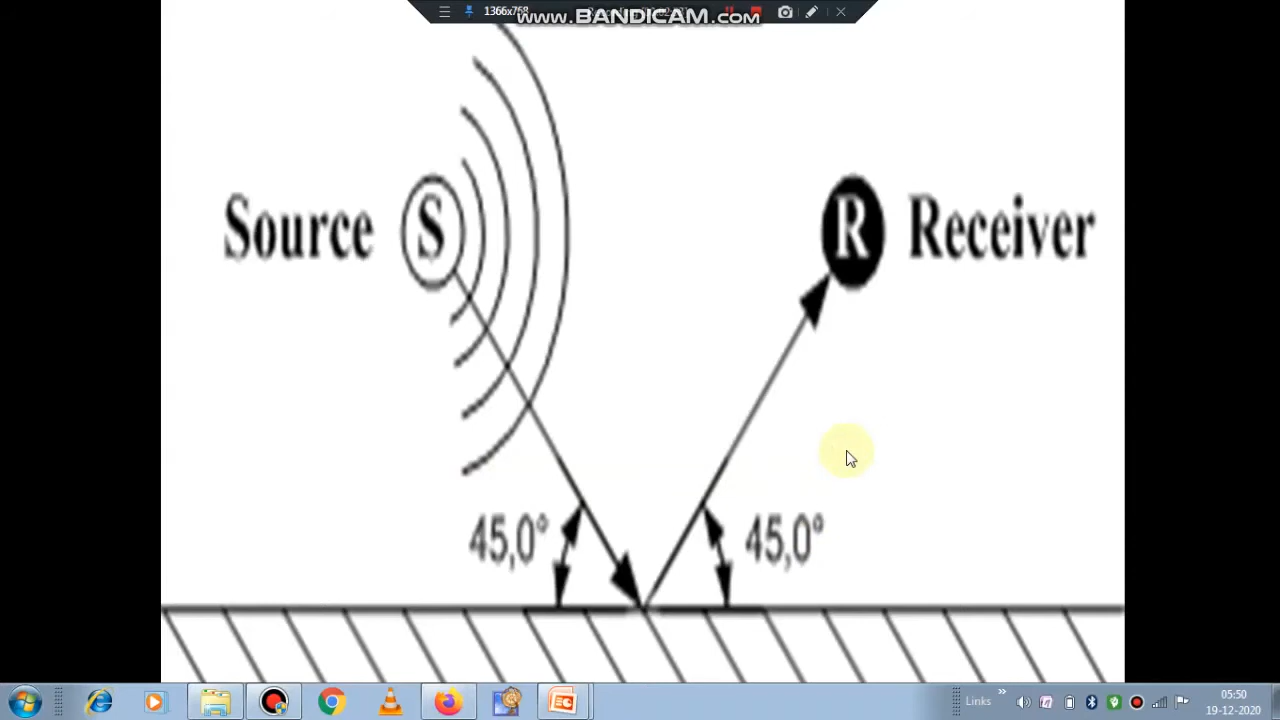 1366x768
www.BANDICAM.com
Source S
R Receiver
45,0° 45,0°
Links
05:50
19-12-2020